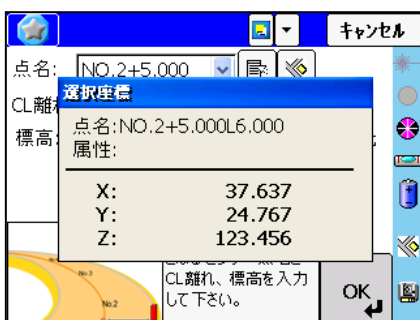 キャンセル
点名: NO.2+5.000
CL離
標高:
選択座標
点名:NO.2+5.000L6.000
属性:
X: 37.637
Y: 24.767
Z: 123.456
CL離れ、標高を入力
して下さい。
No.3
No.2
OK